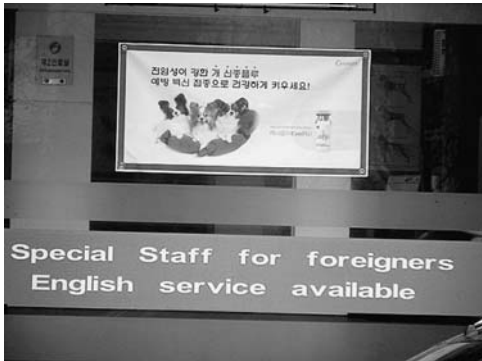 전염성이 강한 개 신종플루
예방 백신 접종으로 건강하게 키우세요!
Special Staff for foreigners
English service available